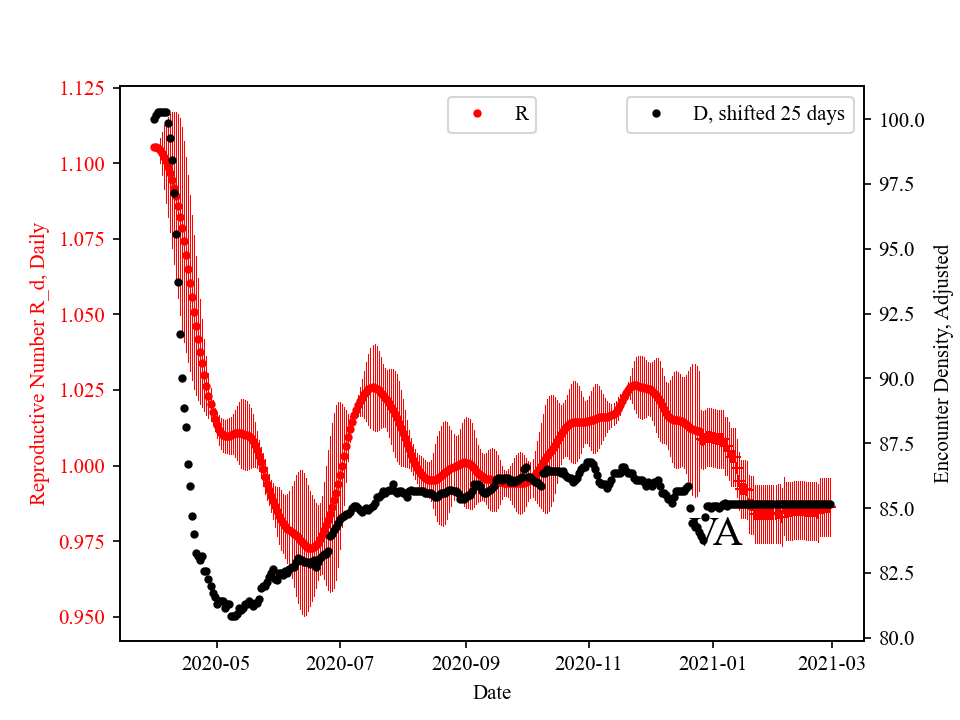 R
D, shifted 25 days
1.125
1.100
1.075
1.050
1.025
1.000
0.975
0.950
Reproductive Number R_d, Daily
100.0
97.5
95.0
92.5
90.0
87.5
85.0
82.5
80.0
Encounter Density, Adjusted
VA
2020-05 2020-07 2020-09 2020-11 2021-01 2021-03
Date